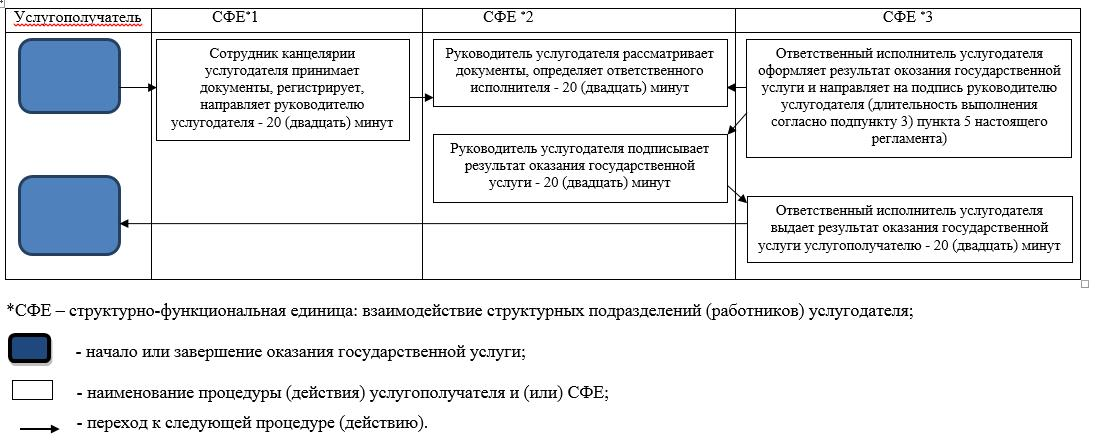 Услугополучатель
СФЕ*1
СФЕ *2
СФЕ *3
Сотрудник канцелярии
услугодателя принимает
документы, регистрирует,
направляет руководителю
услугодателя - 20 (двадцать) минут
Руководитель услугодателя рассматривает
документы, определяет ответственного
исполнителя - 20 (двадцать) минут
Ответственный исполнитель услугодателя
оформляет результат окозания государственной
услуги и направляет на подпись руководителю
услугодателя (длительность выполнения
согласно подпункту 3) пункта 5 настоящего
регламента)
Руководитель услугодателя подписывает
результат оказания государственной
услуги - 20 (двадцать) минут
Ответственный исполнитель услугодателя
выдает результат оказания государственной
услуги услугополучателю - 20 (двадцать) минут
*СФЕ – структурно-функциональная единица: взаимодействие структурных подразделений (работников) услугодателя;
- начало или завершение оказания государственной услуги;
- наименование процедуры (действия) услугополучателя и (или) СФЕ;
- переход к следующей процедуре (действию).